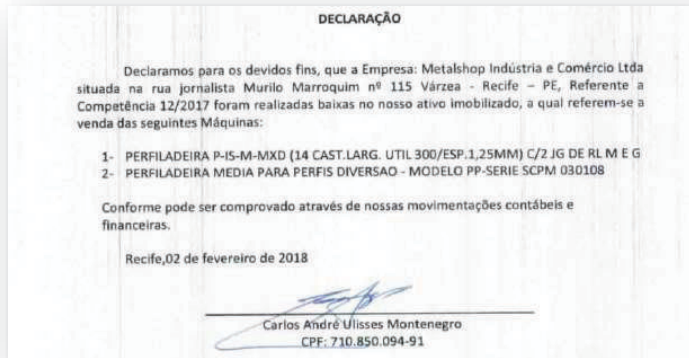 DECLARAÇÃO
Declaramos para os devidos fins, que a Empresa: Metalshop Indústria e Comércio Ltda
situada na rua jornalista Murilo Marroquim nº 115 Várzea - Recife – PE, Referente a
Competência 12/2017 foram realizadas baixas no nosso ativo imobilizado, a qual referem-se a
venda das seguintes Máquinas:
1- PERFILADEIRA P-IS-M-MXD (14 CAST.LARG. UTIL 300/ESP.1,25MM) C/2 JG DE RL M E G
2- PERFILADEIRA MEDIA PARA PERFIS DIVERSAO - MODELO PP-SERIE SCPM 030108
Conforme pode ser comprovado através de nossas movimentações contábeis e
financeiras.
Recife,02 de fevereiro de 2018
Carlos André Ulisses Montenegro
CPF: 710.850.094-91